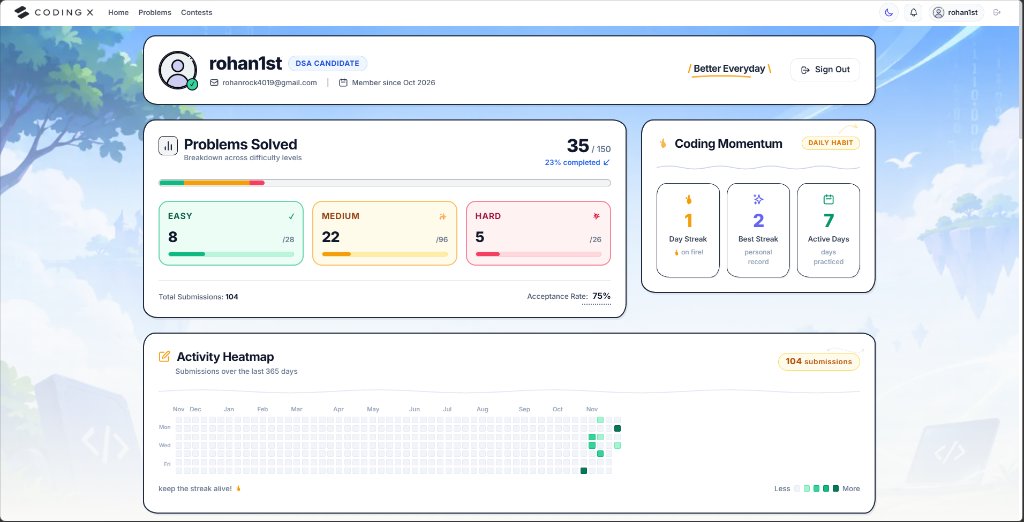 CODING X Home Problems Contests rohan1st
rohan1st DSA CANDIDATE
rohanrock4019@gmail.com | Member since Oct 2026
/ Better Everyday \
Sign Out
Problems Solved
Breakdown across difficulty levels
35 / 150
23% completed
EASY
8 /28
MEDIUM
22 /96
HARD
5 /26
Total Submissions: 104
Acceptance Rate: 75%
Coding Momentum DAILY HABIT
1
Day Streak
on fire!
2
Best Streak
personal
record
7
Active Days
days
practiced
Activity Heatmap
Submissions over the last 365 days
104 submissions
Nov Dec Jan Feb Mar Apr May Jun Jul Aug Sep Oct Nov
Mon
Wed
Fri
keep the streak alive!
Less More